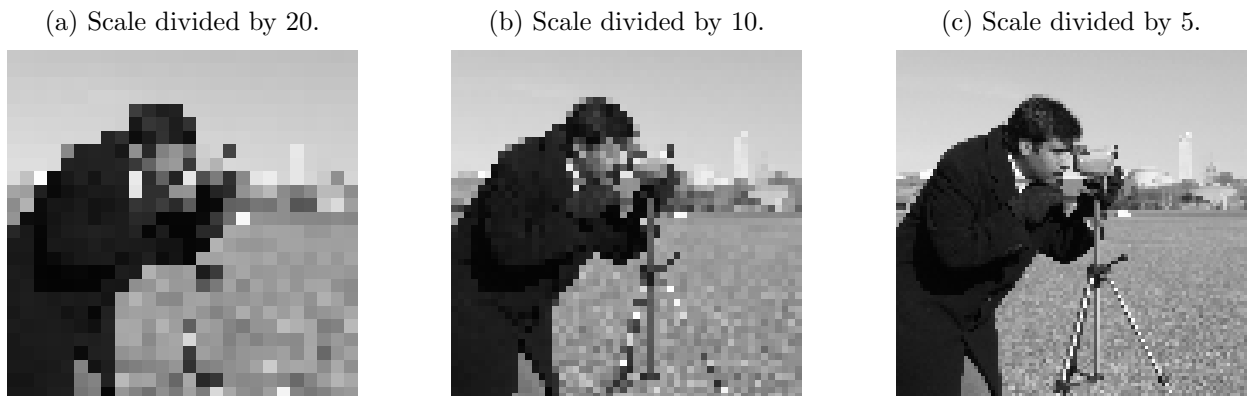 (a) Scale divided by 20.
(b) Scale divided by 10.
(c) Scale divided by 5.